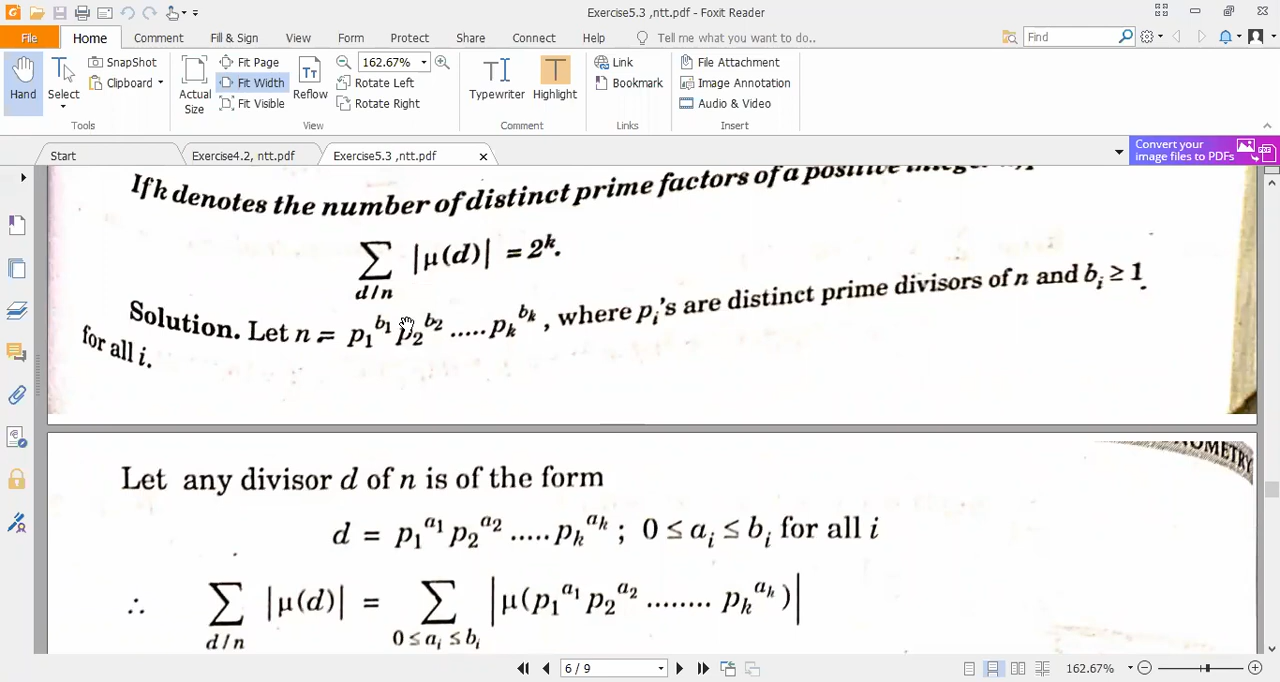 Exercise5.3 ,ntt.pdf - Foxit Reader
File Home Comment Fill & Sign View Form Protect Share Connect Help Tell me what you want to do.. Find
Hand Select SnapShot Clipboard Actual Size Fit Page Fit Width Fit Visible Reflow 162.67% Rotate Left Rotate Right Typewriter Highlight Link Bookmark File Attachment Image Annotation Audio & Video
Tools View Comment Links Insert
Start Exercise4.2, ntt.pdf Exercise5.3 ,ntt.pdf
Convert your image files to PDFs
If k denotes the number of distinct prime factors of a positive
∑ |μ(d)| = 2^k.
d/n
Solution. Let n = p₁^b₁ p₂^b₂ ..... pₖ^bₖ , where pᵢ's are distinct prime divisors of n and bᵢ ≥ 1
for all i.
Let any divisor d of n is of the form
d = p₁^a₁ p₂^a₂ ..... pₖ^aₖ ; 0 ≤ aᵢ ≤ bᵢ for all i
∴ ∑ |μ(d)| = ∑ |μ(p₁^a₁ p₂^a₂ ........ pₖ^aₖ)|
d/n 0 ≤ aᵢ ≤ bᵢ
6 / 9 162.67%